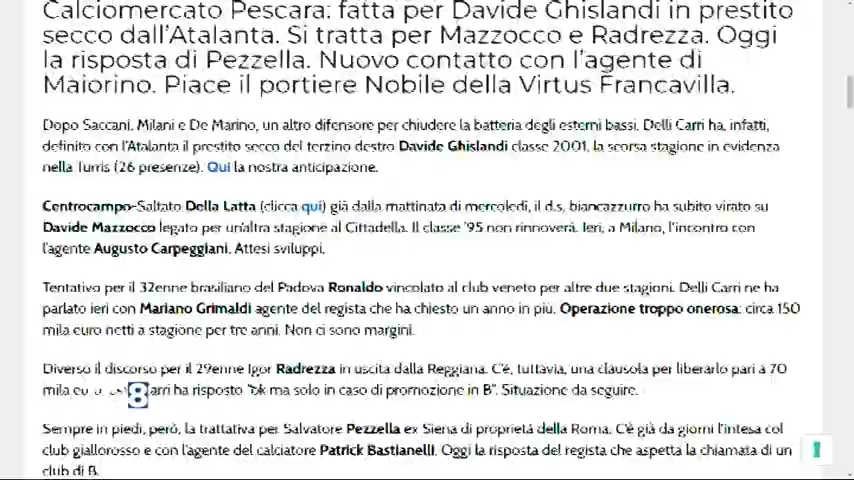 Calciomercato Pescara: fatta per Davide Ghislandi in prestito
secco dall'Atalanta. Si tratta per Mazzocco e Radrezza. Oggi
la risposta di Pezzella. Nuovo contatto con l'agente di
Maiorino. Piace il portiere Nobile della Virtus Francavilla.
Dopo Saccani, Milani e De Marino, un altro difensore per chiudere la batteria degli esterni bassi. Delli Carri ha, infatti,
definito con l'Atalanta il prestito secco del terzino destro Davide Ghislandi classe 2001, la scorsa stagione in evidenza
nella Turris (26 presenze). Qui la nostra anticipazione.
Centrocampo-Saltato Della Latta (clicca qui) già dalla mattinata di mercoledì, il d.s. biancazzurro ha subito virato su
Davide Mazzocco legato per un'altra stagione al Cittadella. Il classe '95 non rinnoverà. Ieri, a Milano, l'incontro con
l'agente Augusto Carpeggiani. Attesi sviluppi.
Tentativo per il 32enne brasiliano del Padova Ronaldo vincolato al club veneto per altre due stagioni. Delli Carri ne ha
parlato ieri con Mariano Grimaldi agente del regista che ha chiesto un anno in più. Operazione troppo onerosa: circa 150
mila euro netti a stagione per tre anni. Non ci sono margini.
Diverso il discorso per il 29enne Igor Radrezza in uscita dalla Reggiana. C'è, tuttavia, una clausola per liberarlo pari a 70
mila 8 arri ha risposto "ok ma solo in caso di promozione in B". Situazione da seguire.
Sempre in piedi, però, la trattativa per Salvatore Pezzella ex Siena di proprietà della Roma. C'è già da giorni l'intesa col
club giallorosso e con l'agente del calciatore Patrick Bastianelli. Oggi la risposta del regista che aspetta la chiamata di un
club di B.